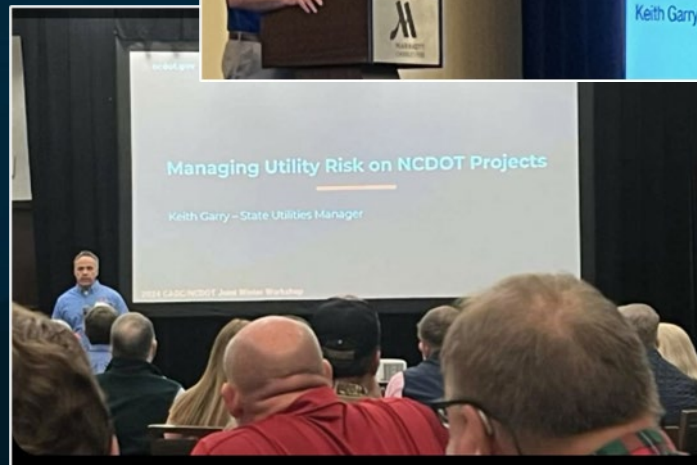 MARRIOTT
Keith Garry
ncdot.gov
Managing Utility Risk on NCDOT Projects
Keith Garry – State Utilities Manager
2024 CAGC/NCDOT Joint Winter Workshop